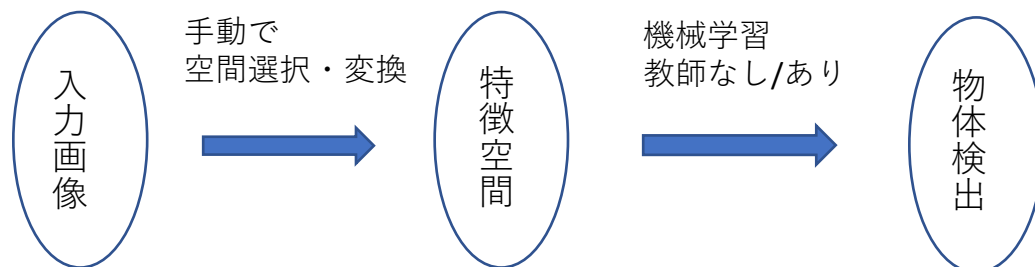 入力画像
手動で
空間選択・変換
特徴空間
機械学習
教師なし/あり
物体検出